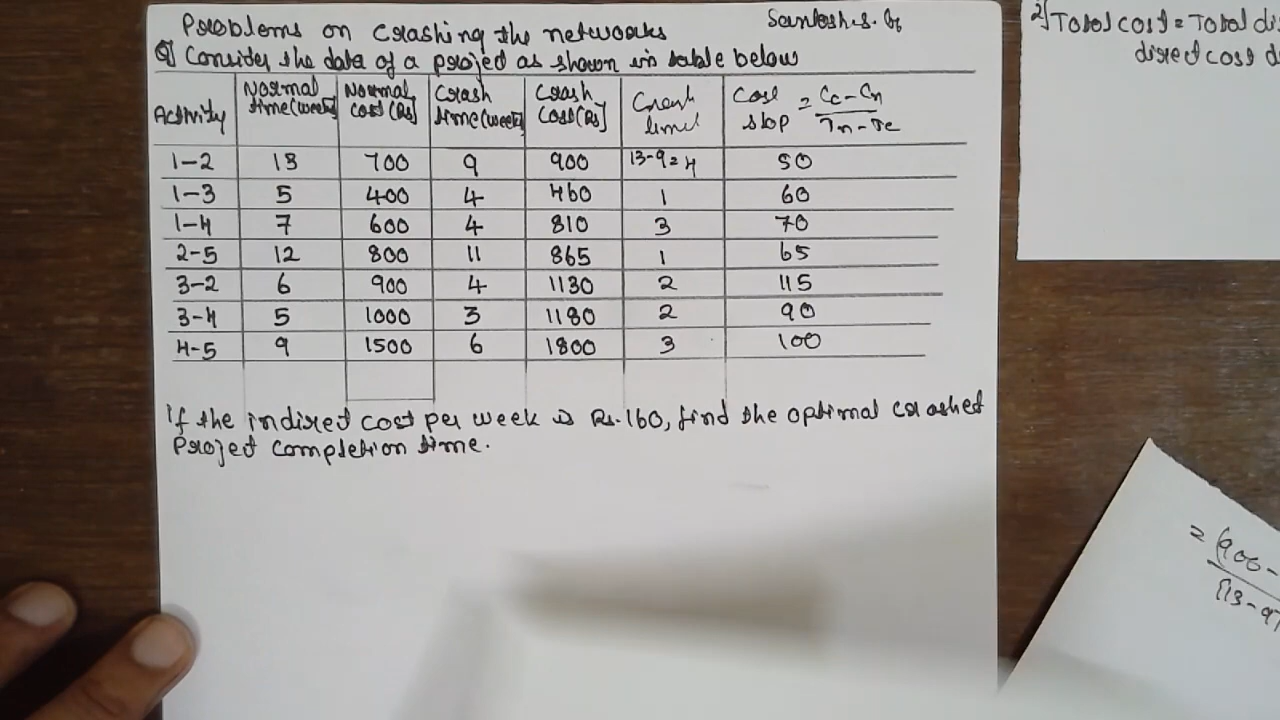 Problems on Crashing the networks
Santosh.S.
Q) Consider the data of a project as shown in table below
Activity Normal time(week) Normal cost(Rs) Crash time(week) Crash Cost(Rs) Crash limit Cost slop = Cc-Cn / Tn-Tc
1-2 13 700 9 900 13-9=4 50
1-3 5 400 4 460 1 60
1-4 7 600 4 810 3 70
2-5 12 800 11 865 1 65
3-2 6 900 4 1130 2 115
3-4 5 1000 3 1180 2 90
4-5 9 1500 6 1800 3 100
If the indirect cost per week is Rs.160, find the optimal crashed
Project completion time.
2) Total cost = Total di
direct cost d
= (900-
(13-9)